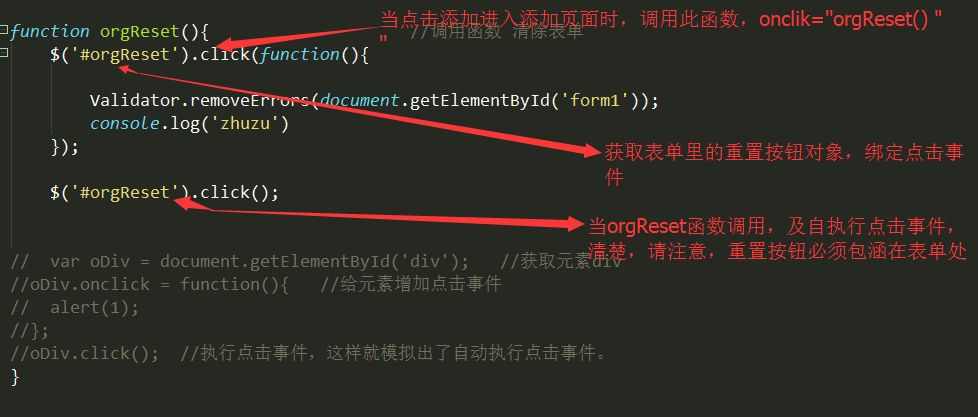 当点击添加进入添加页面时，调用此函数，onclik="orgReset() "
"
function orgReset(){ //调用函数 清除表单
$('#orgReset').click(function(){
Validator.removeErrors(document.getElementById('form1'));
console.log('zhuzu')
});
获取表单里的重置按钮对象，绑定点击事
件
$('#orgReset').click();
当orgReset函数调用，及自执行点击事件，
清楚，请注意，重置按钮必须包涵在表单处
// var oDiv = document.getElementById('div'); //获取元素div
//oDiv.onclick = function(){ //给元素增加点击事件
// alert(1);
//};
//oDiv.click(); //执行点击事件，这样就模拟出了自动执行点击事件。
}